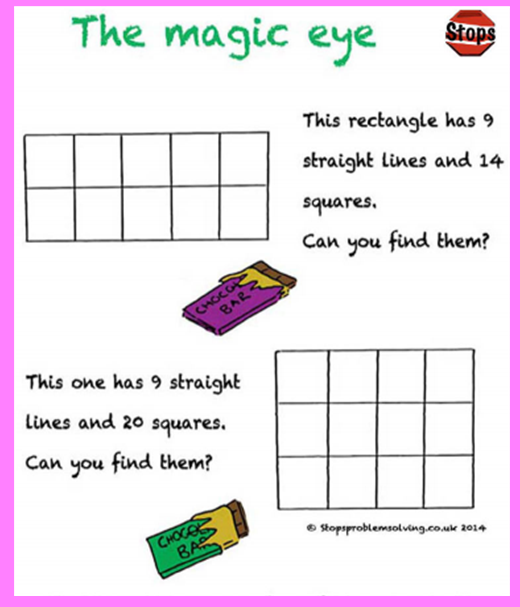 The magic eye
Stops
This rectangle has 9
straight lines and 14
squares.
Can you find them?
CHOCO
BAR
This one has 9 straight
lines and 20 squares.
Can you find them?
© Stopsproblemsolving.co.uk 2014
CHOCO
BAR